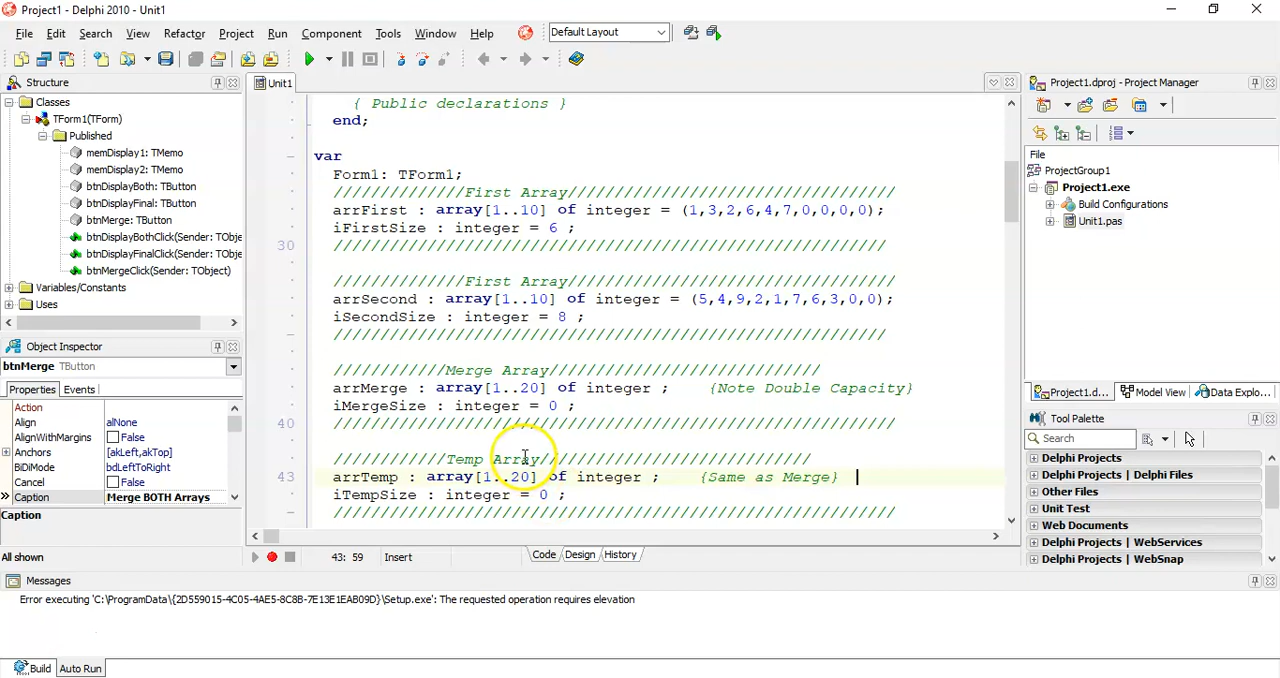 Project1 - Delphi 2010 - Unit1
File Edit Search View Refactor Project Run Component Tools Window Help Default Layout
Structure
Classes
TForm1(TForm)
Published
memDisplay1: TMemo
memDisplay2: TMemo
btnDisplayBoth: TButton
btnDisplayFinal: TButton
btnMerge: TButton
btnDisplayBothClick(Sender: TObje
btnDisplayFinalClick(Sender: TObje
btnMergeClick(Sender: TObject)
Variables/Constants
Uses
Object Inspector
btnMerge TButton
Properties Events
Action
Align alNone
AlignWithMargins False
Anchors [akLeft,akTop]
BiDiMode bdLeftToRight
Cancel False
Caption Merge BOTH Arrays
Caption
All shown
Unit1
{ Public declarations }
end;
var
Form1: TForm1;
//////////////First Array///////////////////////////////////
arrFirst : array[1..10] of integer = (1,3,2,6,4,7,0,0,0,0);
iFirstSize : integer = 6 ;
30 ///////////////////////////////////////////////////////////
//////////////First Array///////////////////////////////////
arrSecond : array[1..10] of integer = (5,4,9,2,1,7,6,3,0,0);
iSecondSize : integer = 8 ;
///////////////////////////////////////////////////////////
////////////Merge Array/////////////////////////////
arrMerge : array[1..20] of integer ; {Note Double Capacity}
iMergeSize : integer = 0 ;
40 ////////////////////////////////////////////////////////////
////////////Temp Array/////////////////////////////
43 arrTemp : array[1..20] of integer ; {Same as Merge}
iTempSize : integer = 0 ;
////////////////////////////////////////////////////////////
43: 59 Insert Code Design History
Project1.dproj - Project Manager
File
ProjectGroup1
Project1.exe
Build Configurations
Unit1.pas
Project1.d... Model View Data Explo...
Tool Palette
Search
Delphi Projects
Delphi Projects | Delphi Files
Other Files
Unit Test
Web Documents
Delphi Projects | WebServices
Delphi Projects | WebSnap
Messages
Error executing 'C:\ProgramData\{2D559015-4C05-4AE5-8C8B-7E13E1EAB09D}\Setup.exe': The requested operation requires elevation
Build Auto Run